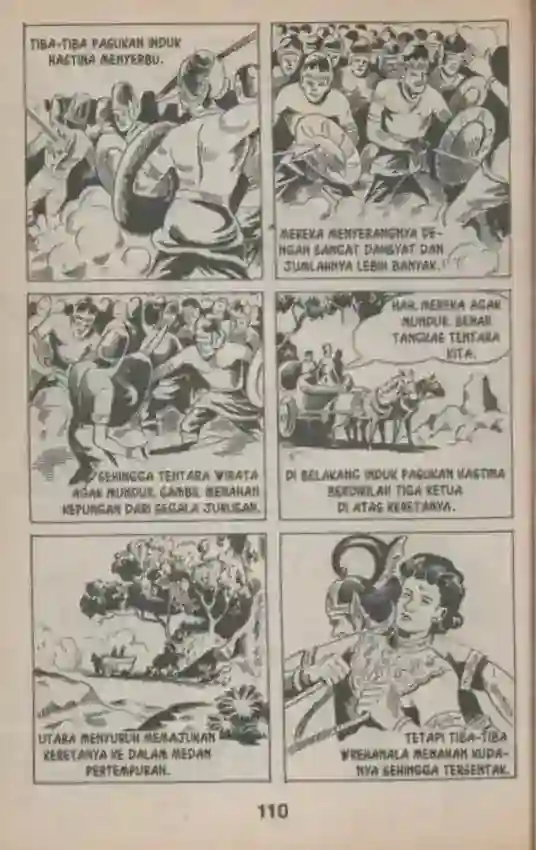 TIBA-TIBA PASUKAN INDUK
HASTINA MENYERBU.
MEREKA MENYERANGNYA DE-
NGAN SANGAT DAHSYAT DAN
JUMLAHNYA LEBIH BANYAK.
SEHINGGA TENTARA WIRATA
AGAK MUNDUR SAMBIL MENAHAN
KEPUNGAN DARI SEGALA JURUSAN.
HAH, MEREKA AGAK
MUNDUR. BENAR
TANGKAS TENTARA
KITA.
DI BELAKANG INDUK PASUKAN HASTINA
BERDIRILAH TIGA KETUA
DI ATAS KERETANYA.
UTARA MENYURUH MEMAJUKAN
KERETANYA KE DALAM MEDAN
PERTEMPURAN.
TETAPI TIBA-TIBA
WREHANALA MENAHAN KUDA-
NYA SEHINGGA TERSENTAK.
110